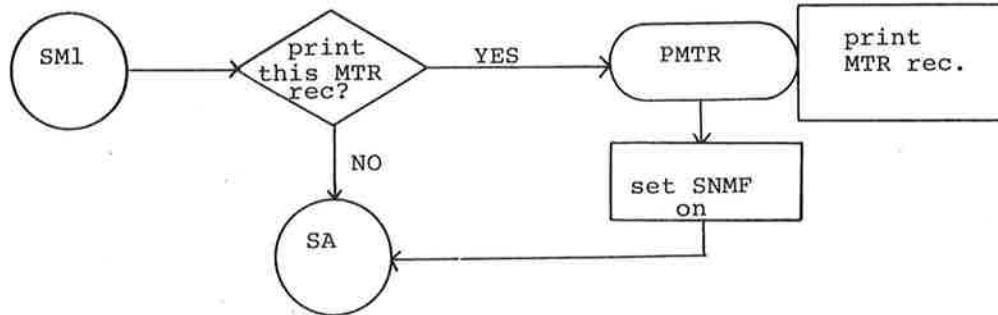 SM1
print
this MTR
rec?
YES
PMTR
print
MTR rec.
NO
set SNMF
on
SA